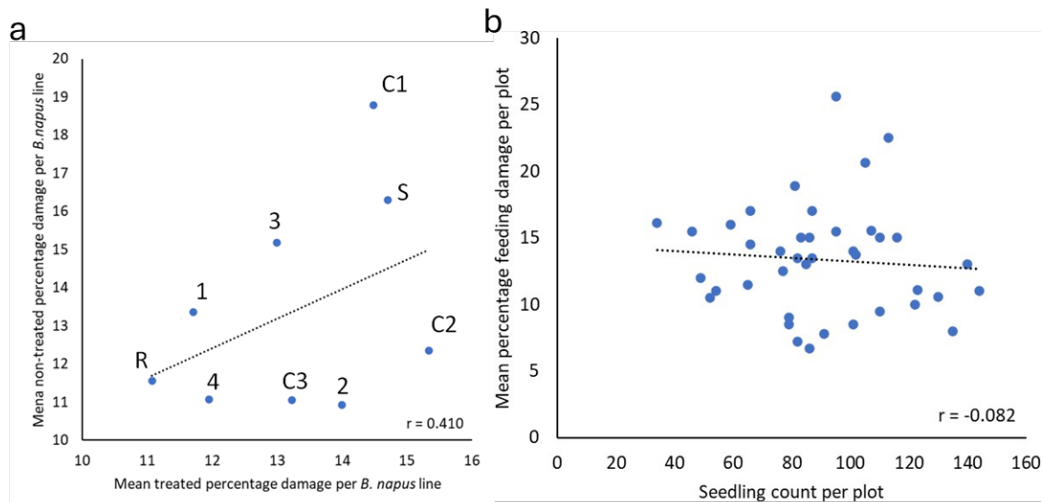 a
20
19
18
17
16
15
14
13
12
11
10
Mena non-treated percentage damage per B.napus line
C1
S
3
1
C2
R
4
C3
2
r = 0.410
10 11 12 13 14 15 16
Mean treated percentage damage per B. napus line
b
30
25
20
15
10
5
0
Mean percentage feeding damage per plot
r = -0.082
0 20 40 60 80 100 120 140 160
Seedling count per plot